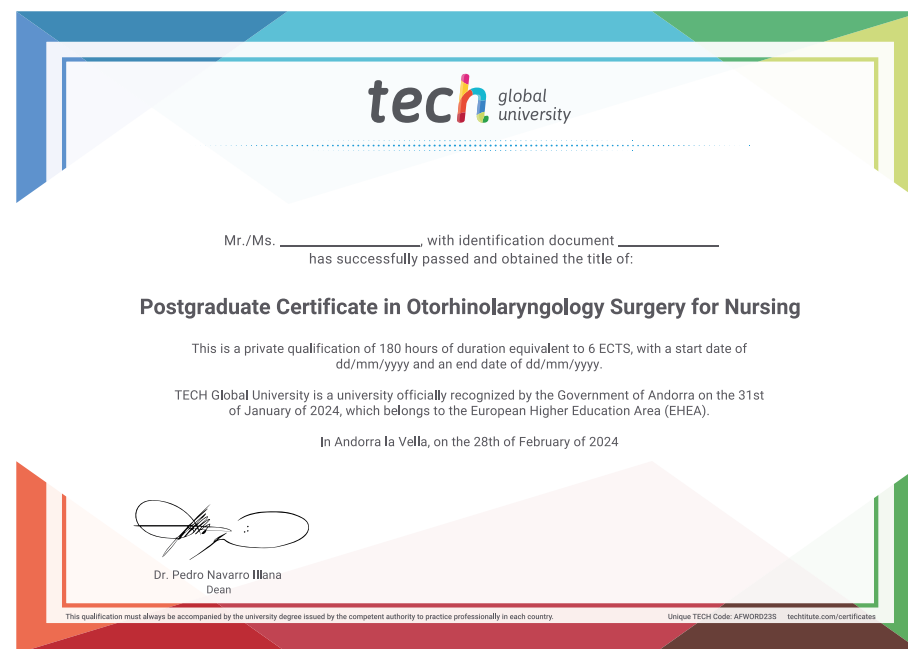 tech global
university
Mr./Ms. ____________, with identification document ____________
has successfully passed and obtained the title of:
Postgraduate Certificate in Otorhinolaryngology Surgery for Nursing
This is a private qualification of 180 hours of duration equivalent to 6 ECTS, with a start date of
dd/mm/yyyy and an end date of dd/mm/yyyy.
TECH Global University is a university officially recognized by the Government of Andorra on the 31st
of January of 2024, which belongs to the European Higher Education Area (EHEA).
In Andorra la Vella, on the 28th of February of 2024
Dr. Pedro Navarro Illana
Dean
This qualification must always be accompanied by the university degree issued by the competent authority to practice professionally in each country. Unique TECH Code: AFWORD23S techtitute.com/certificates